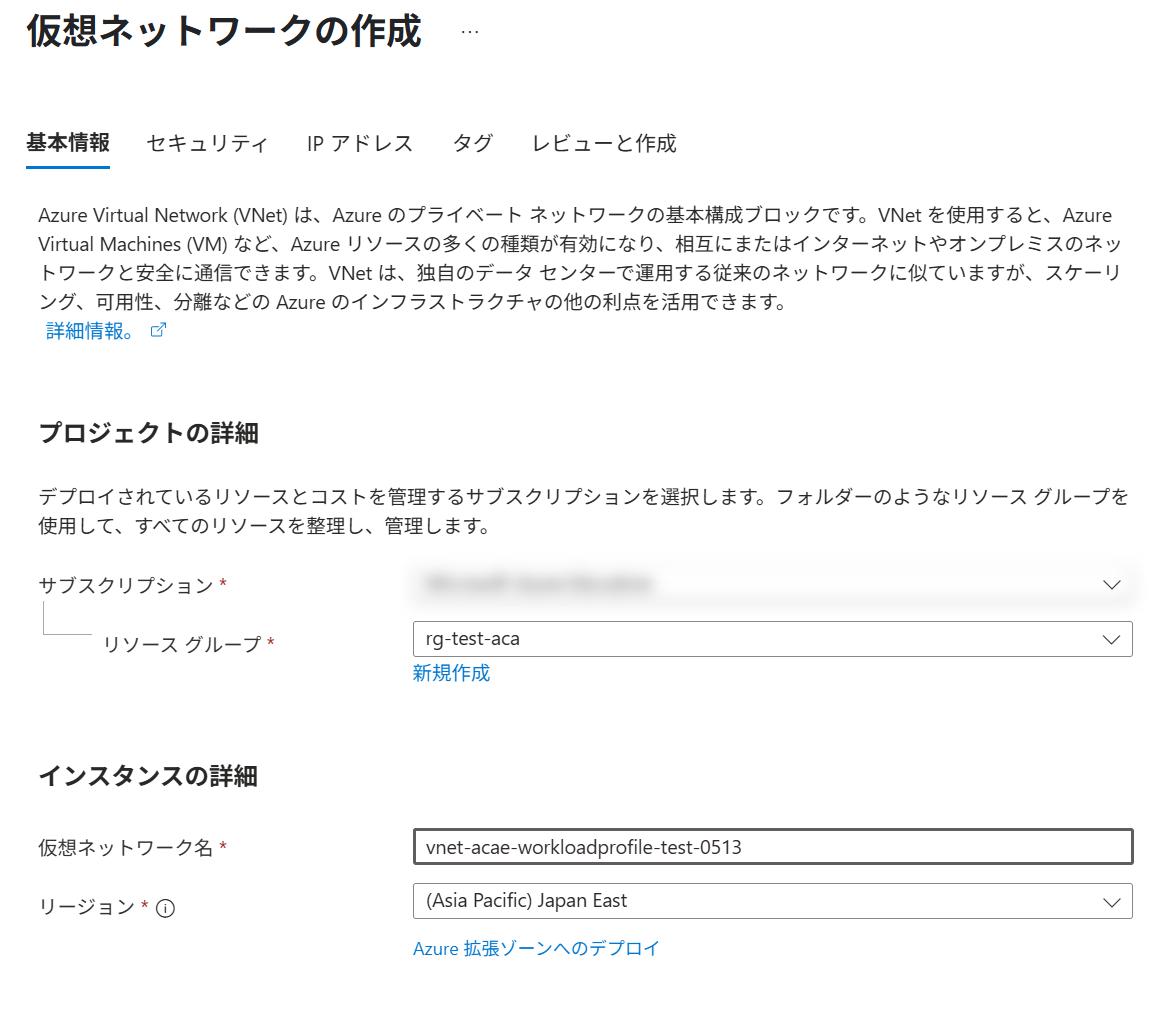 仮想ネットワークの作成 …
基本情報 セキュリティ IP アドレス タグ レビューと作成
Azure Virtual Network (VNet) は、Azure のプライベート ネットワークの基本構成ブロックです。VNet を使用すると、Azure
Virtual Machines (VM) など、Azure リソースの多くの種類が有効になり、相互にまたはインターネットやオンプレミスのネッ
トワークと安全に通信できます。VNet は、独自のデータ センターで運用する従来のネットワークに似ていますが、スケーリ
ング、可用性、分離などの Azure のインフラストラクチャの他の利点を活用できます。
詳細情報。
プロジェクトの詳細
デプロイされているリソースとコストを管理するサブスクリプションを選択します。フォルダーのようなリソース グループを
使用して、すべてのリソースを整理し、管理します。
サブスクリプション *
リソース グループ * rg-test-aca
新規作成
インスタンスの詳細
仮想ネットワーク名 * vnet-acae-workloadprofile-test-0513
リージョン * (Asia Pacific) Japan East
Azure 拡張ゾーンへのデプロイ